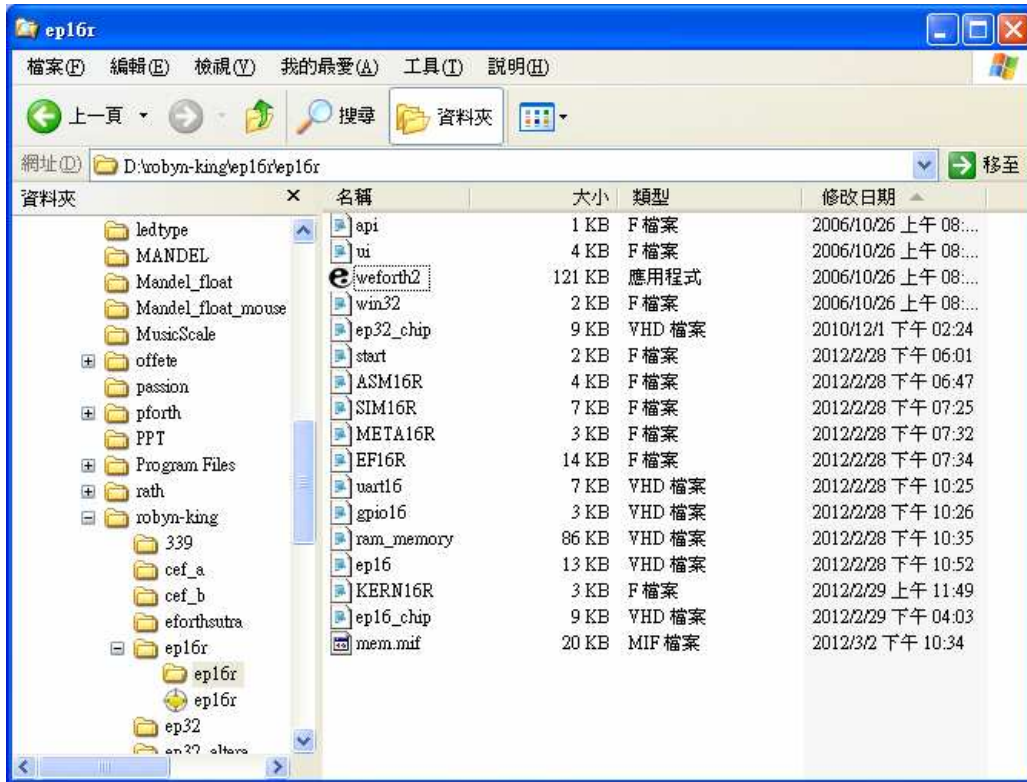 ep16r
檔案(F) 編輯(E) 檢視(V) 我的最愛(A) 工具(T) 說明(H)
上一頁 搜尋 資料夾
網址(D) D:\robyn-king\ep16r\ep16r 移至
資料夾 × 名稱 大小 類型 修改日期
ledtype
MANDEL
Mandel_float
Mandel_float_mouse
MusicScale
offete
passion
pforth
PPT
Program Files
rath
robyn-king
339
cef_a
cef_b
eforthsutra
ep16r
ep16r
ep16r
ep32
ep32_altera
api 1 KB F 檔案 2006/10/26 上午 08:...
ui 4 KB F 檔案 2006/10/26 上午 08:...
weforth2 121 KB 應用程式 2006/10/26 上午 08:...
win32 2 KB F 檔案 2006/10/26 上午 08:...
ep32_chip 9 KB VHD 檔案 2010/12/1 下午 02:24
start 2 KB F 檔案 2012/2/28 下午 06:01
ASM16R 4 KB F 檔案 2012/2/28 下午 06:47
SIM16R 7 KB F 檔案 2012/2/28 下午 07:25
META16R 3 KB F 檔案 2012/2/28 下午 07:32
EF16R 14 KB F 檔案 2012/2/28 下午 07:34
uart16 7 KB VHD 檔案 2012/2/28 下午 10:25
gpio16 3 KB VHD 檔案 2012/2/28 下午 10:26
ram_memory 86 KB VHD 檔案 2012/2/28 下午 10:35
ep16 13 KB VHD 檔案 2012/2/28 下午 10:52
KERN16R 3 KB F 檔案 2012/2/29 上午 11:49
ep16_chip 9 KB VHD 檔案 2012/2/29 下午 04:03
mem.mif 20 KB MIF 檔案 2012/3/2 下午 10:34